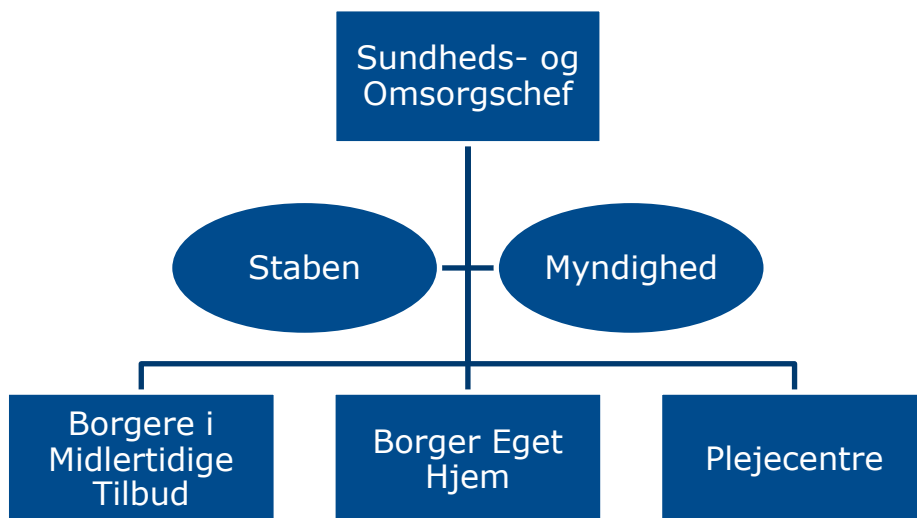 Sundheds- og
Omsorgschef
Staben
Myndighed
Borgere i
Midlertidige
Tilbud
Borger Eget
Hjem
Plejecentre